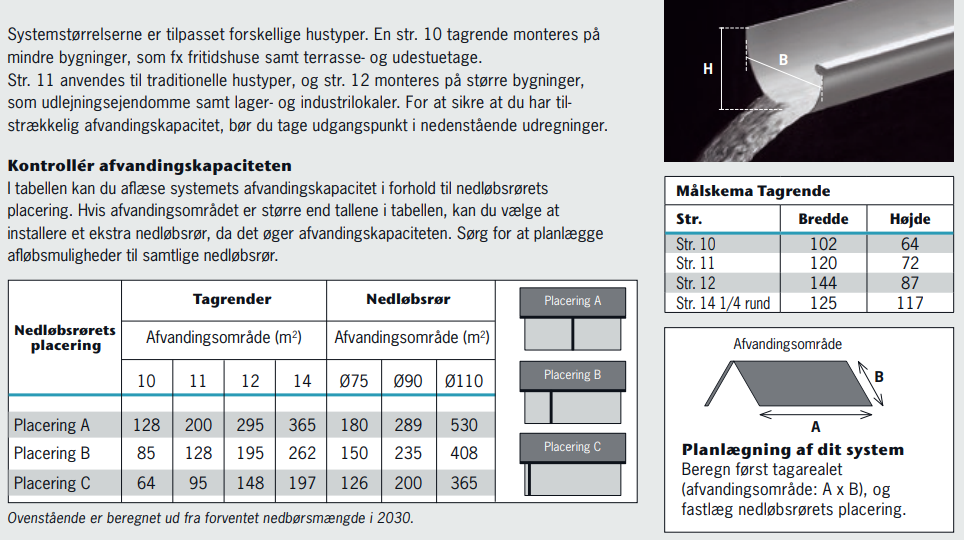 Systemstørrelserne er tilpasset forskellige hustyper. En str. 10 tagrende monteres på
mindre bygninger, som fx fritidshuse samt terrasse- og udestuetage.
Str. 11 anvendes til traditionelle hustyper, og str. 12 monteres på større bygninger,
som udlejningsejendomme samt lager- og industrilokaler. For at sikre at du har til-
strækkelig afvandingskapacitet, bør du tage udgangspunkt i nedenstående udregninger.
Kontrollér afvandingskapaciteten
I tabellen kan du aflæse systemets afvandingskapacitet i forhold til nedløbsrørets
placering. Hvis afvandingsområdet er større end tallene i tabellen, kan du vælge at
installere et ekstra nedløbsrør, da det øger afvandingskapaciteten. Sørg for at planlægge
afløbsmuligheder til samtlige nedløbsrør.
Nedløbsrørets
placering
Tagrender Nedløbsrør
Afvandingsområde (m²) Afvandingsområde (m²)
10 11 12 14 Ø75 Ø90 Ø110
Placering A 128 200 295 365 180 289 530
Placering B 85 128 195 262 150 235 408
Placering C 64 95 148 197 126 200 365
Placering A
Placering B
Placering C
Ovenstående er beregnet ud fra forventet nedbørsmængde i 2030.
H
B
Målskema Tagrende
Str. Bredde Højde
Str. 10 102 64
Str. 11 120 72
Str. 12 144 87
Str. 14 1/4 rund 125 117
Afvandingsområde
B
A
Planlægning af dit system
Beregn først tagarealet
(afvandingsområde: A x B), og
fastlæg nedløbsrørets placering.